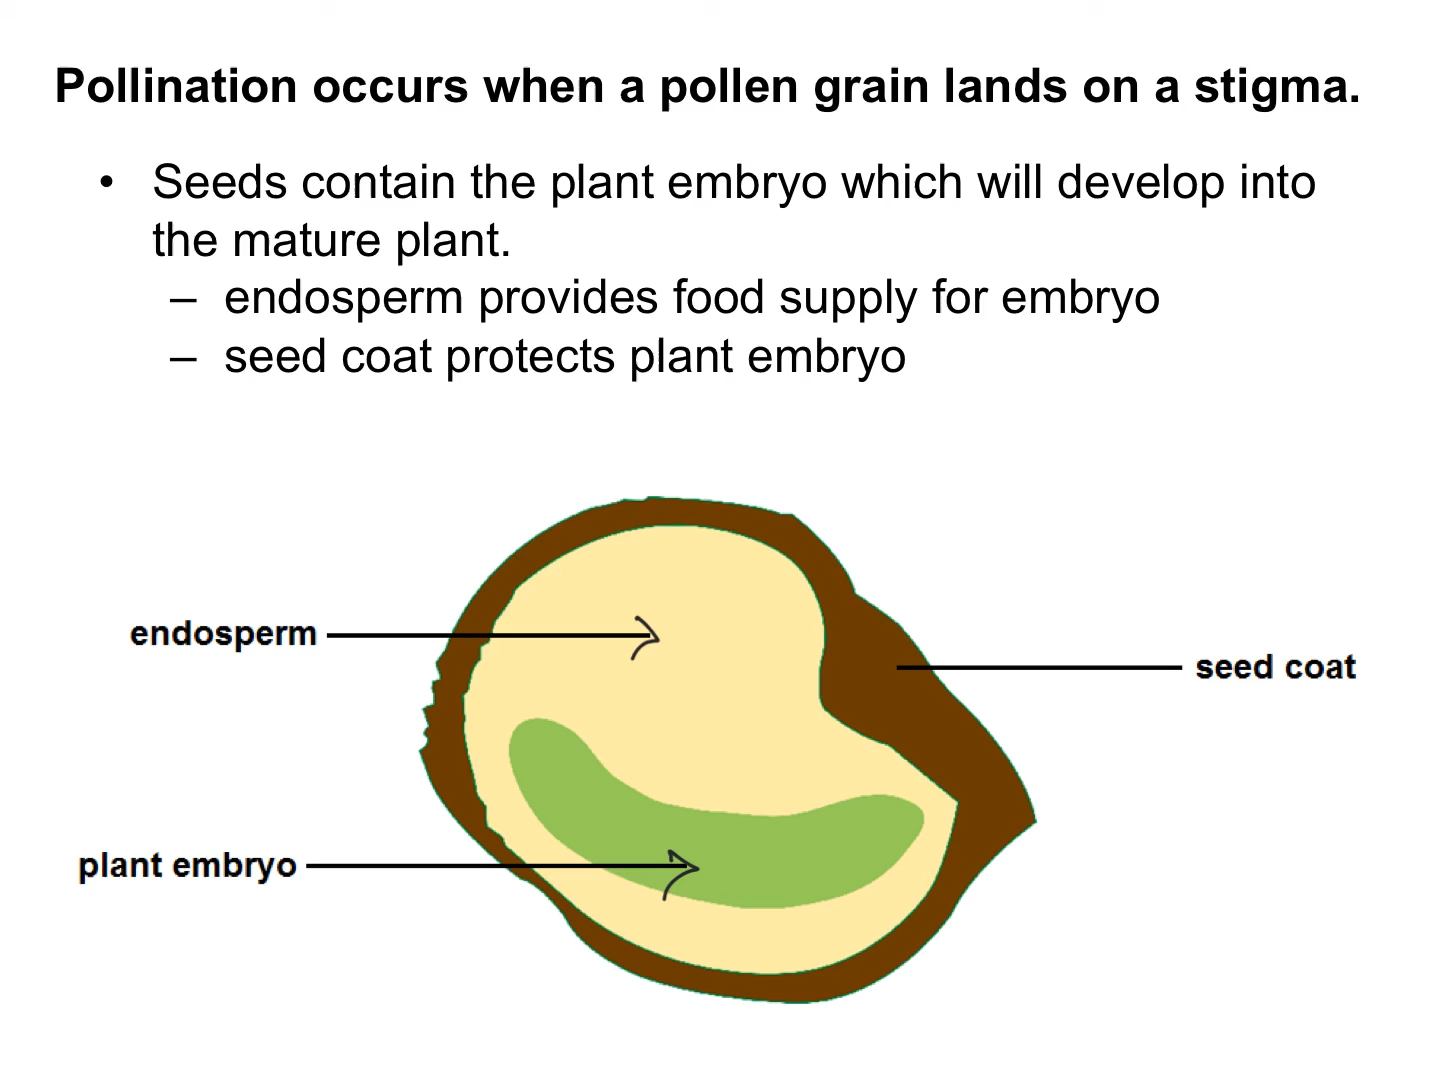 Pollination occurs when a pollen grain lands on a stigma.
• Seeds contain the plant embryo which will develop into
the mature plant.
– endosperm provides food supply for embryo
– seed coat protects plant embryo
endosperm
seed coat
plant embryo